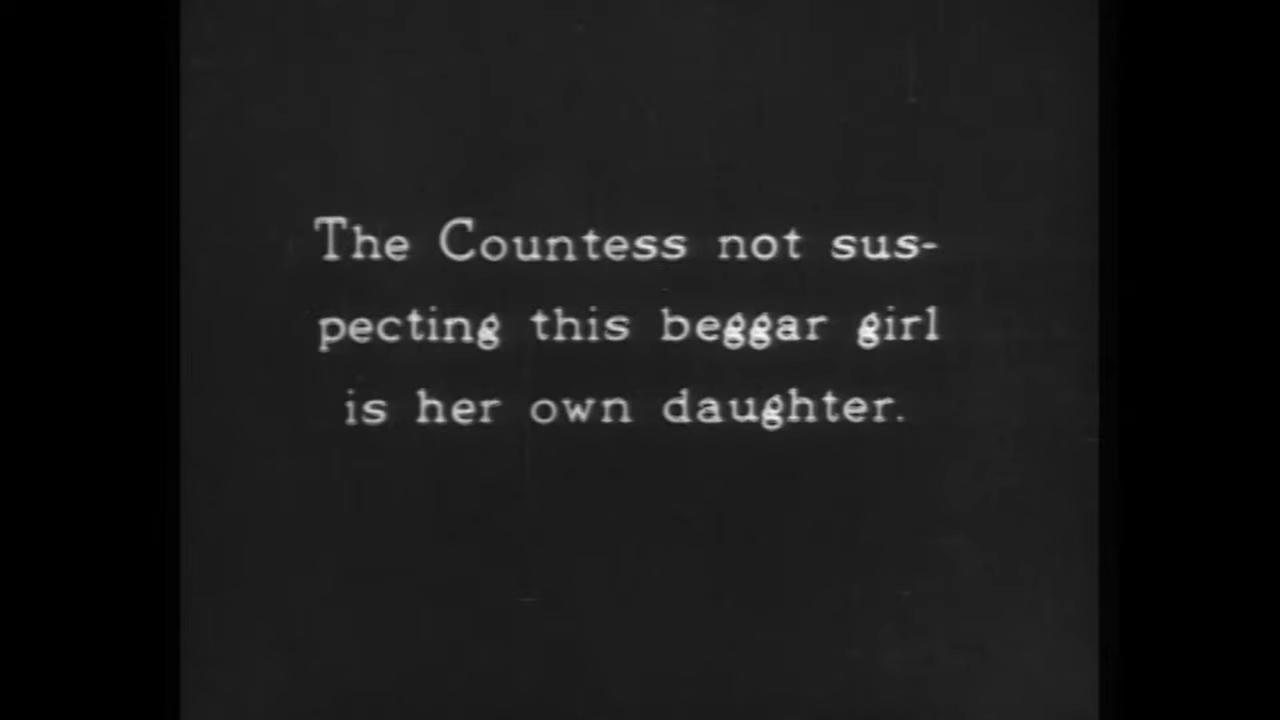 The Countess not sus-
pecting this beggar girl
is her own daughter.